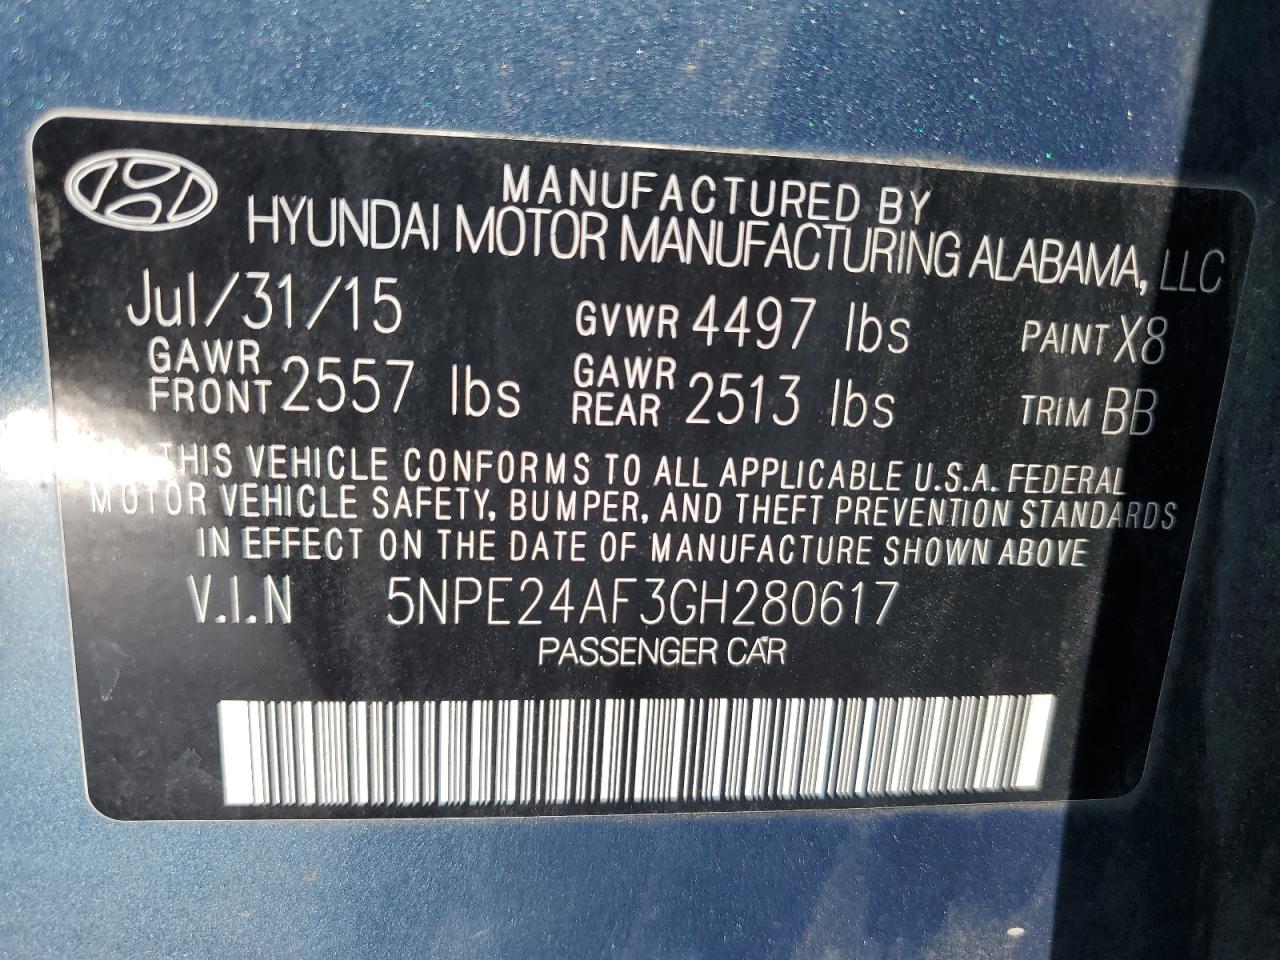 MANUFACTURED BY
HYUNDAI MOTOR MANUFACTURING ALABAMA, LLC
Jul/31/15 GVWR 4497 lbs PAINT X8
GAWR FRONT 2557 lbs GAWR REAR 2513 lbs TRIM BB
THIS VEHICLE CONFORMS TO ALL APPLICABLE U.S.A. FEDERAL
MOTOR VEHICLE SAFETY, BUMPER, AND THEFT PREVENTION STANDARDS
IN EFFECT ON THE DATE OF MANUFACTURE SHOWN ABOVE
V.I.N 5NPE24AF3GH280617
PASSENGER CAR